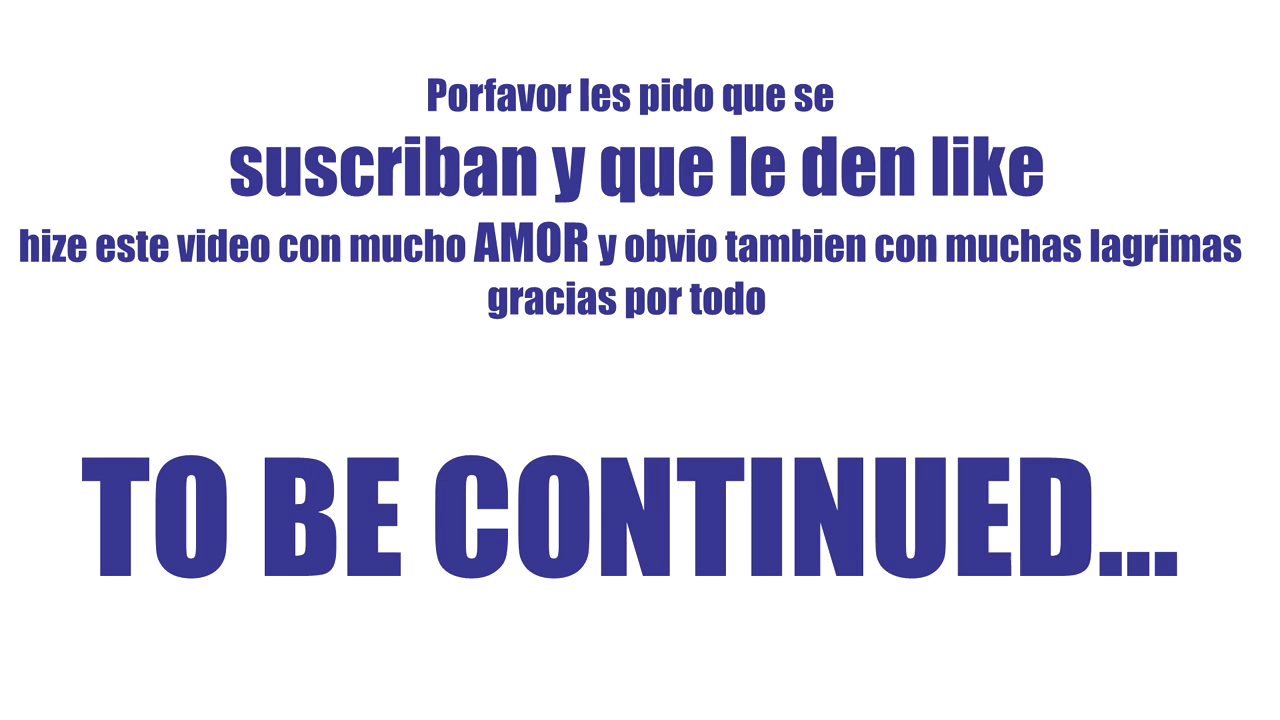 Porfavor les pido que se
suscriban y que le den like
hize este video con mucho AMOR y obvio tambien con muchas lagrimas
gracias por todo
TO BE CONTINUED...